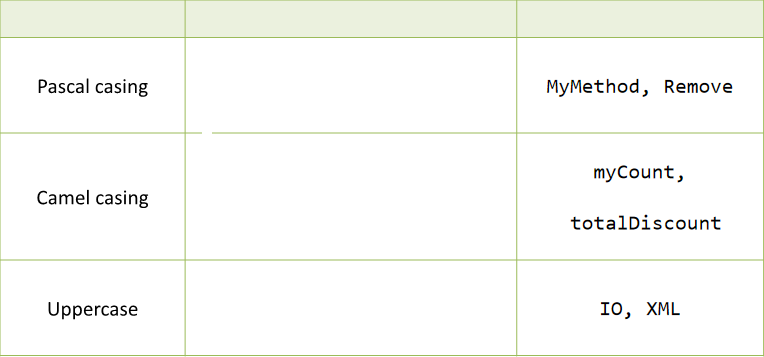 Pascal casing
MyMethod, Remove
Camel casing
myCount,
totalDiscount
Uppercase
IO, XML